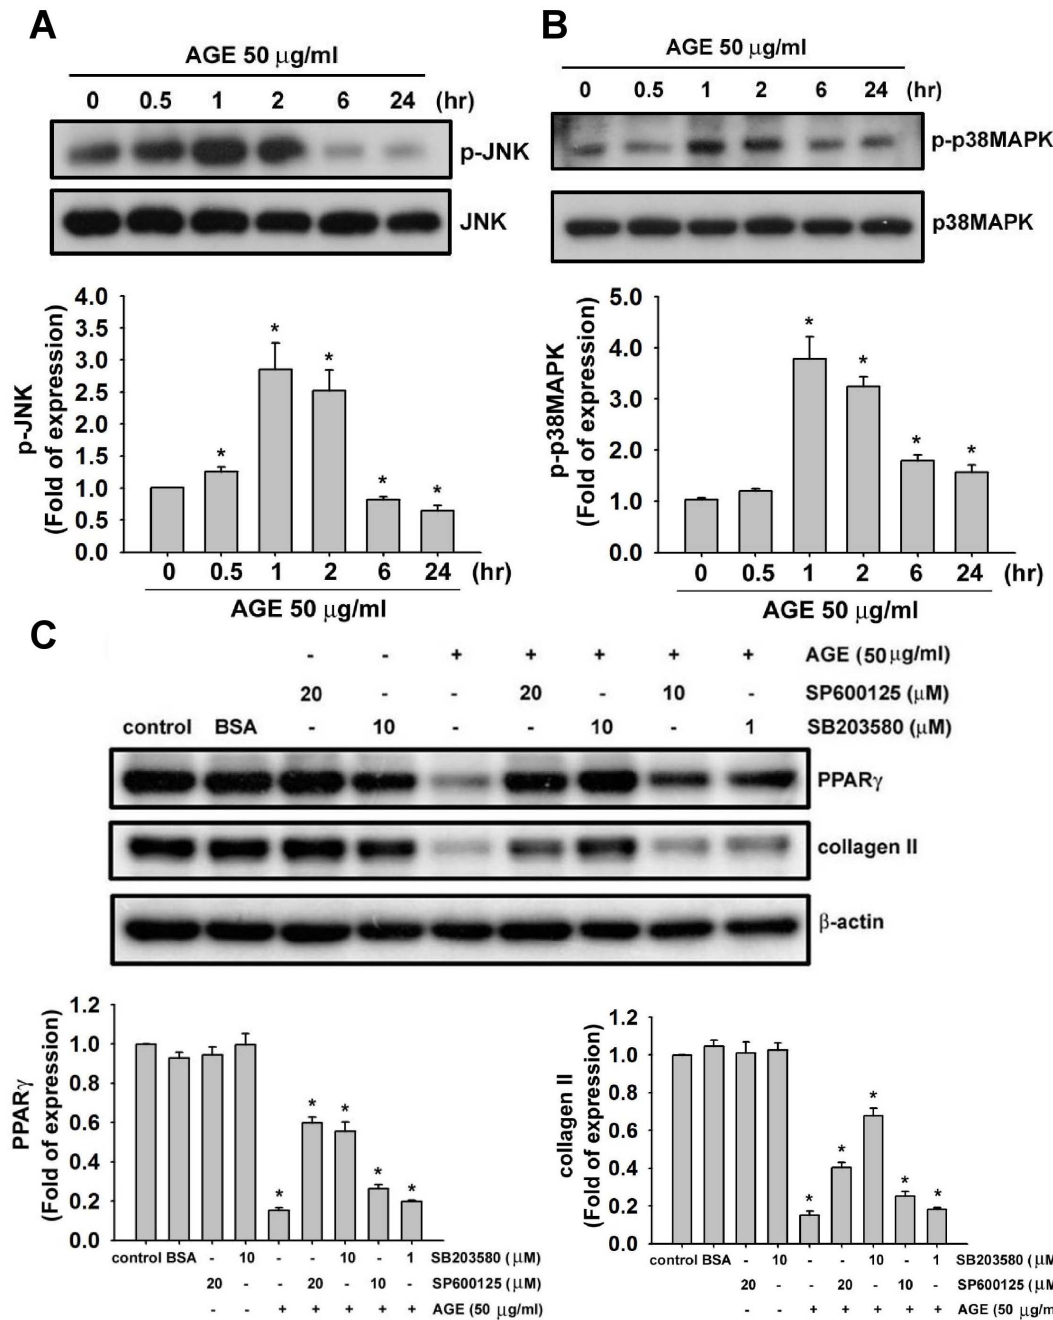 A
AGE 50 μg/ml
0 0.5 1 2 6 24 (hr)
p-JNK
JNK
4.0
3.5
3.0
2.5
2.0
1.5
1.0
0.5
0.0
p-JNK
(Fold of expression)
* * * * *
0 0.5 1 2 6 24 (hr)
AGE 50 μg/ml
B
AGE 50 μg/ml
0 0.5 1 2 6 24 (hr)
p-p38MAPK
p38MAPK
5.0
4.0
3.0
2.0
1.0
0.0
p-p38MAPK
(Fold of expression)
* * * *
0 0.5 1 2 6 24 (hr)
AGE 50 μg/ml
C
- - + + + + + AGE (50 μg/ml)
20 - - 20 - 10 - SP600125 (μM)
control BSA - 10 - - 10 - 1 SB203580 (μM)
PPARγ
collagen II
β-actin
1.2
1.0
0.8
0.6
0.4
0.2
0.0
PPARγ
(Fold of expression)
* * * * *
control BSA - 10 - - 10 - 1 SB203580 (μM)
20 - - 20 - 10 - SP600125 (μM)
- - + + + + + AGE (50 μg/ml)
1.2
1.0
0.8
0.6
0.4
0.2
0.0
collagen II
(Fold of expression)
* * * * *
control BSA - 10 - - 10 - 1 SB203580 (μM
20 - - 20 - 10 - SP600125 (μM
- - + + + + + AGE (50 μg/m